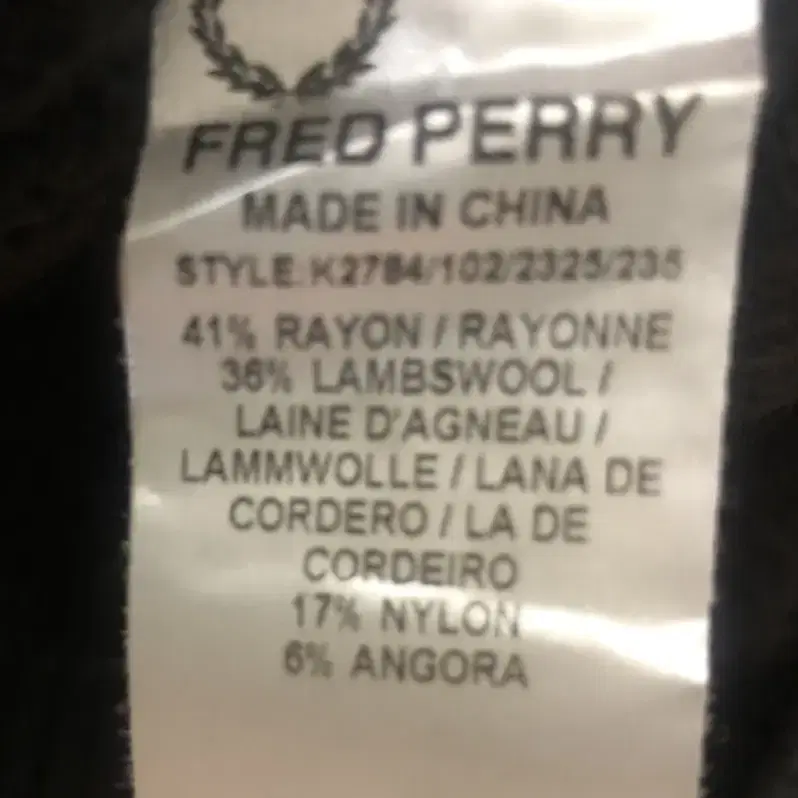 FRED PERRY
MADE IN CHINA
STYLE:K2784/102/2325/235
41% RAYON / RAYONNE
36% LAMBSWOOL /
LAINE D'AGNEAU /
LAMMWOLLE / LANA DE
CORDERO / LA DE
CORDEIRO
17% NYLON
6% ANGORA